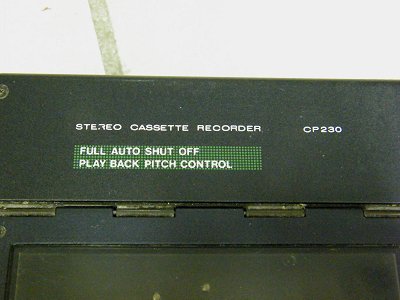 STEREO CASSETTE RECORDER CP230
FULL AUTO SHUT OFF
PLAY BACK PITCH CONTROL